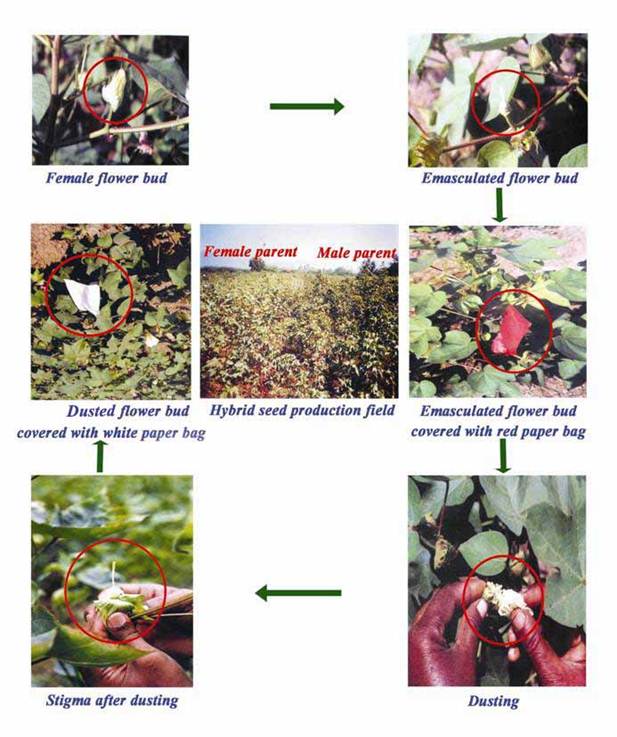 Female flower bud
Emasculated flower bud
Female parent
Male parent
Dusted flower bud
covered with white paper bag
Hybrid seed production field
Emasculated flower bud
covered with red paper bag
Stigma after dusting
Dusting